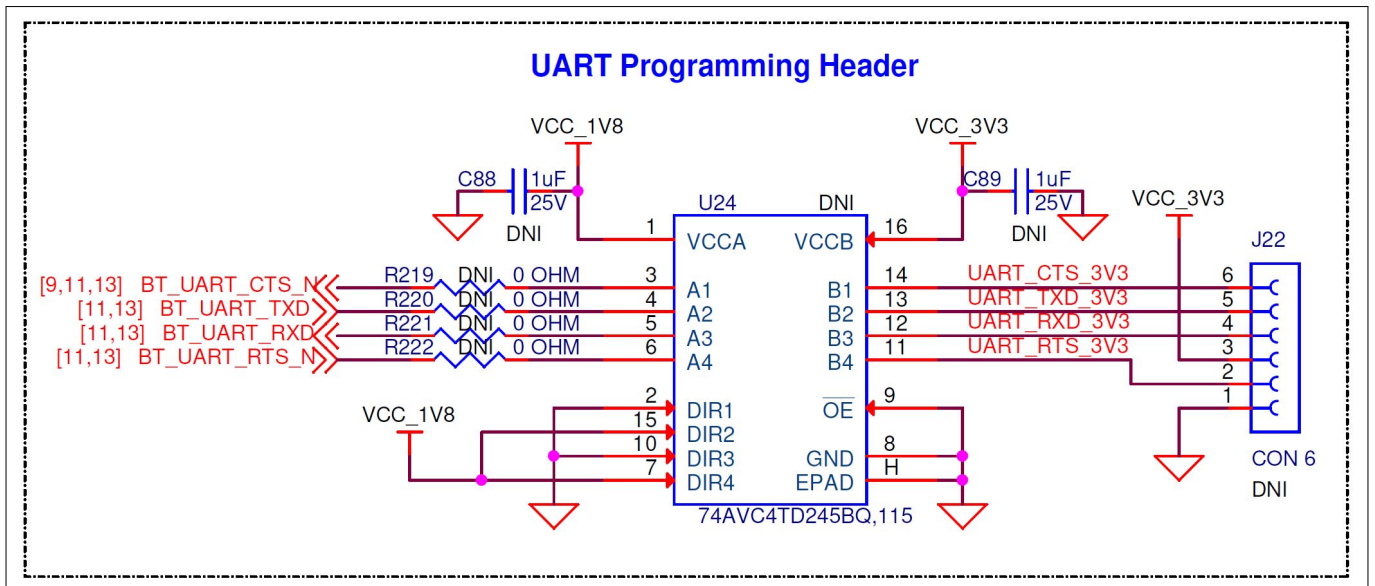 UART Programming Header
VCC_1V8
VCC_3V3
C88 1uF
25V
DNI
C89 1uF
25V
DNI
VCC_3V3
U24 DNI
J22
1 VCCA VCCB 16
[9,11,13] BT_UART_CTS_N R219 DNI 0 OHM 3 A1 B1 14 UART_CTS_3V3 6
[11,13] BT_UART_TXD R220 DNI 0 OHM 4 A2 B2 13 UART_TXD_3V3 5
[11,13] BT_UART_RXD R221 DNI 0 OHM 5 A3 B3 12 UART_RXD_3V3 4
[11,13] BT_UART_RTS_N R222 DNI 0 OHM 6 A4 B4 11 UART_RTS_3V3 3
2
1
VCC_1V8
2 DIR1 OE 9
15 DIR2
10 DIR3 GND 8
7 DIR4 EPAD H
74AVC4TD245BQ,115
CON 6
DNI